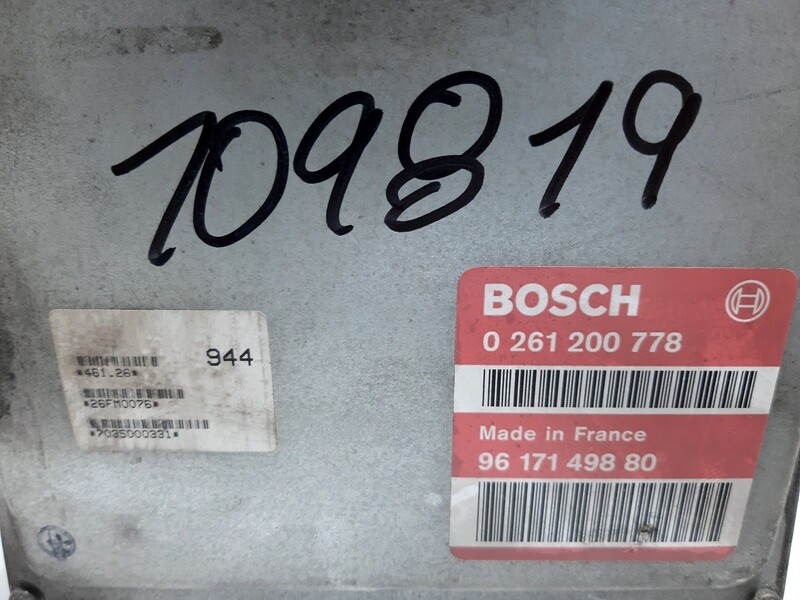 109819
944
*461.26*
*26FM0076*
*7035000331*
BOSCH
0 261 200 778
Made in France
96 171 498 80